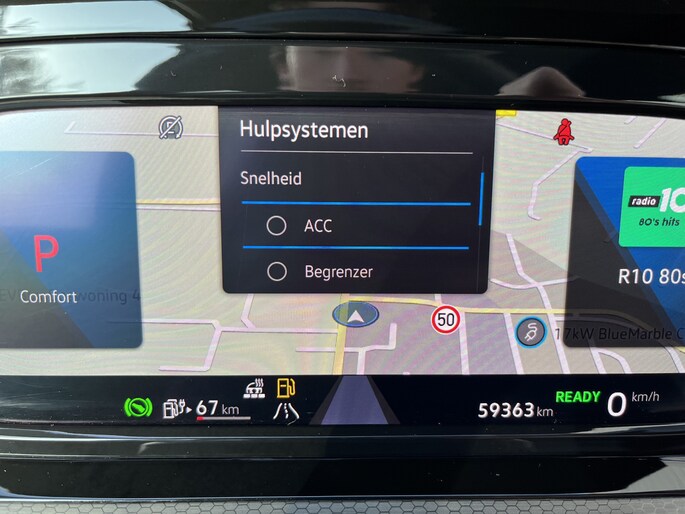 Hulpsystemen
Snelheid
ACC
Begrenzer
P
Comfort
radio 10
80's hits
R10 80s
50
17kW BlueMarble C
67 km
59363 km
READY 0 km/h